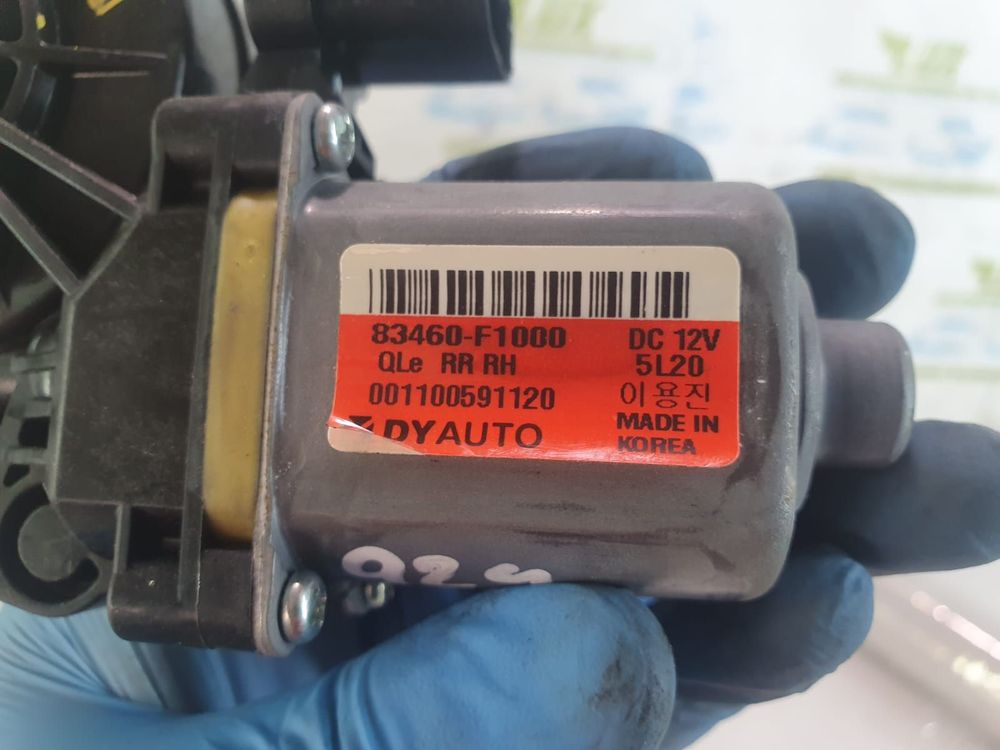 83460-F1000 DC 12V
QLe RR RH 5L20
001100591120 이용진
DYAUTO MADE IN
KOREA